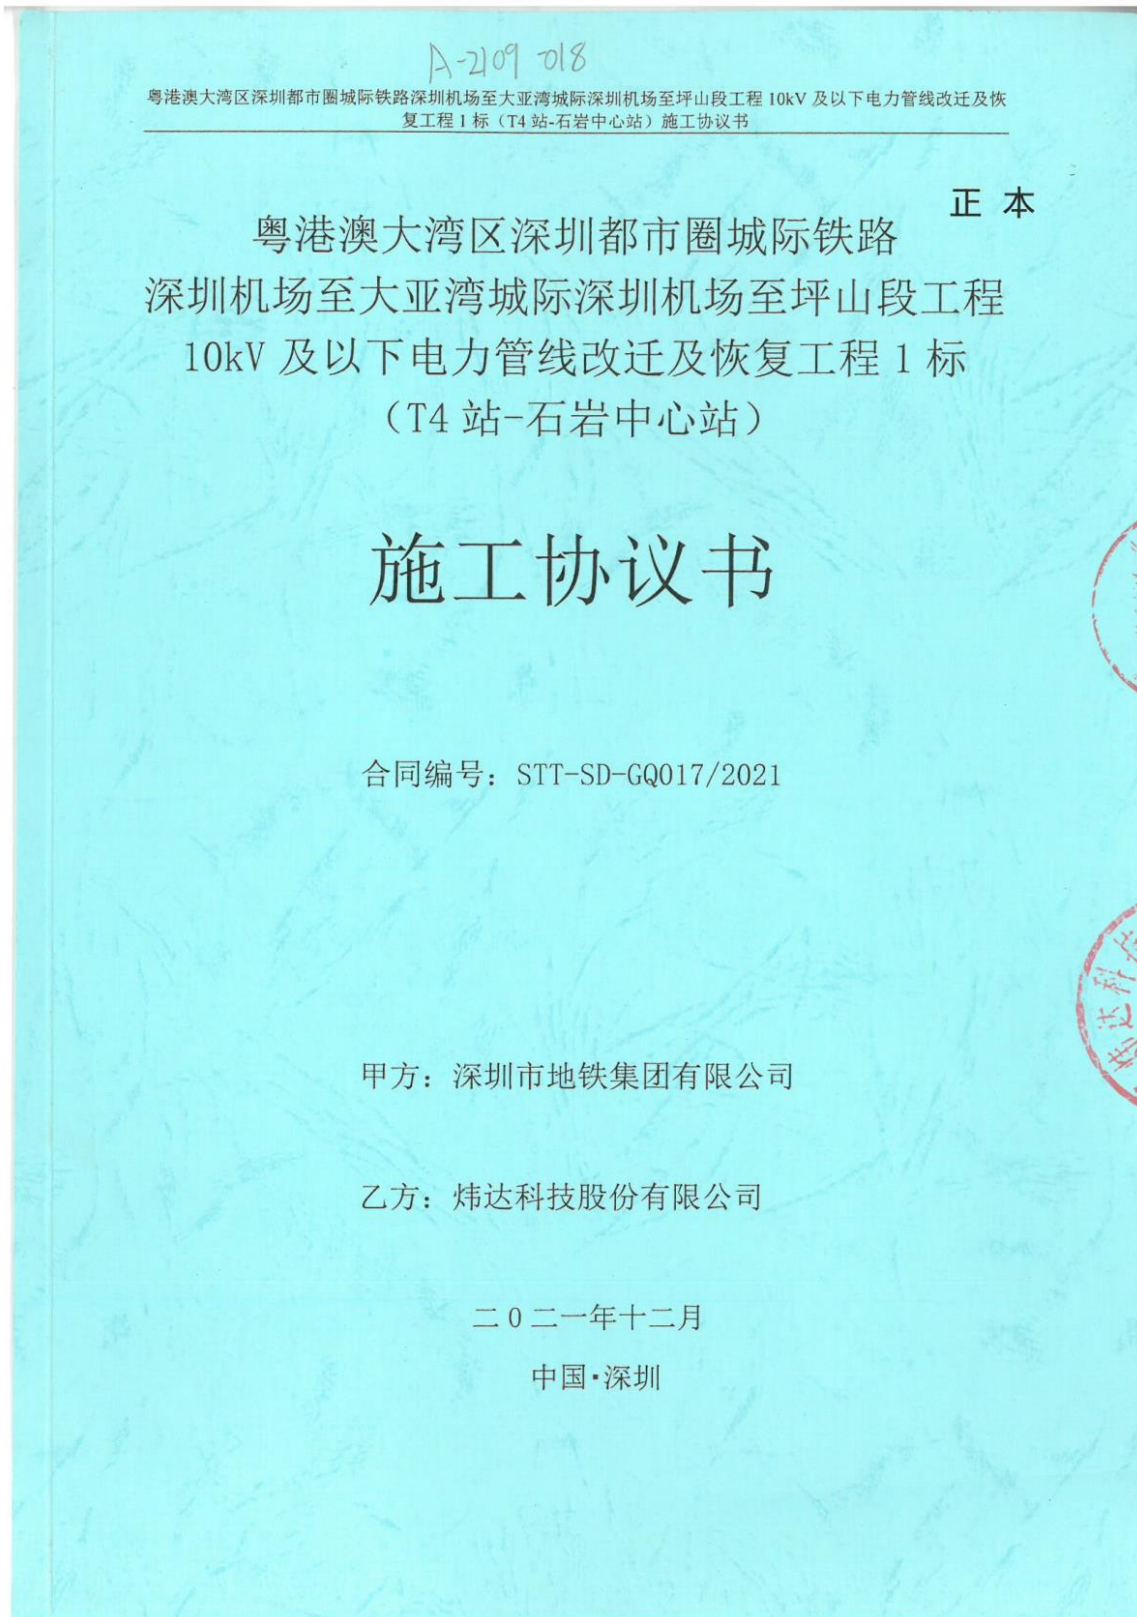 A-2109-018
粤港澳大湾区深圳都市圈城际铁路深圳机场至大亚湾城际深圳机场至坪山段工程 10kV 及以下电力管线改迁及恢
复工程 1 标（T4 站-石岩中心站）施工协议书
正 本
粤港澳大湾区深圳都市圈城际铁路
深圳机场至大亚湾城际深圳机场至坪山段工程
10kV 及以下电力管线改迁及恢复工程 1 标
（T4 站-石岩中心站）
施工协议书
合同编号：STT-SD-GQ017/2021
甲方：深圳市地铁集团有限公司
乙方：炜达科技股份有限公司
炜达科技
二0二一年十二月
中国·深圳